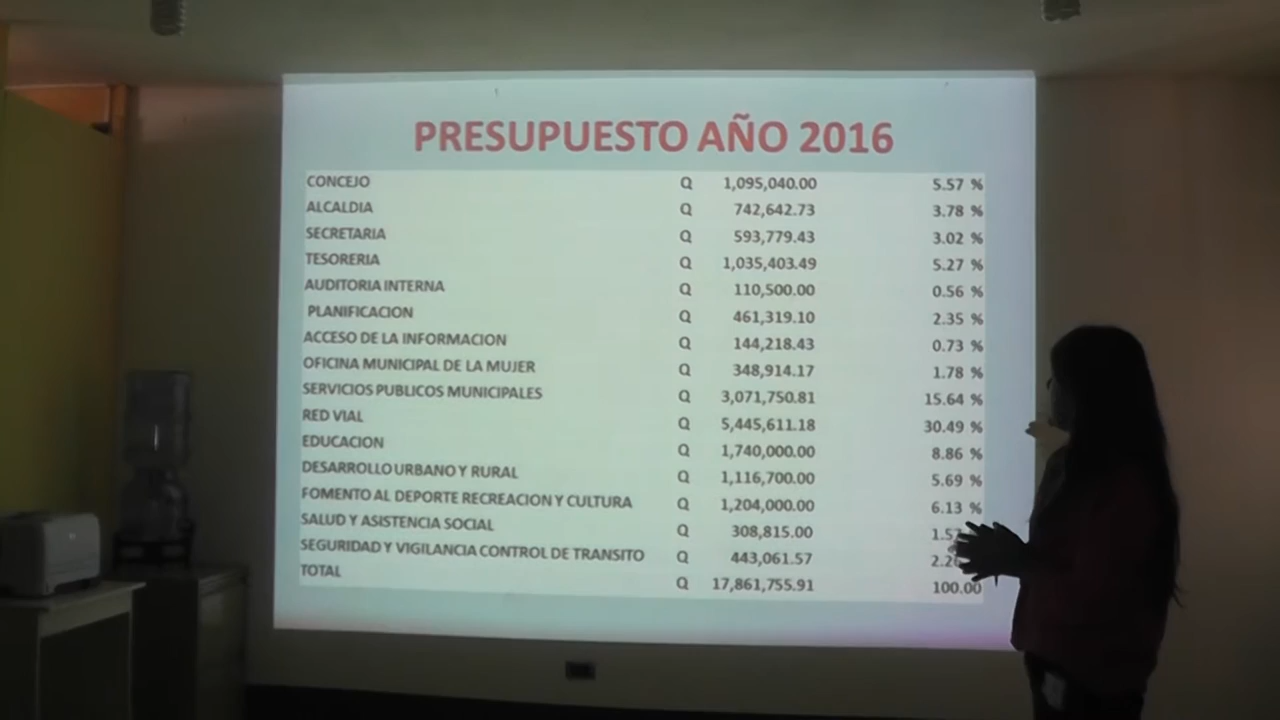 PRESUPUESTO AÑO 2016
CONCEJO Q 1,095,040.00 5.57 %
ALCALDIA Q 742,642.73 3.78 %
SECRETARIA Q 593,779.43 3.02 %
TESORERIA Q 1,035,403.49 5.27 %
AUDITORIA INTERNA Q 110,500.00 0.56 %
PLANIFICACION Q 461,319.10 2.35 %
ACCESO DE LA INFORMACION Q 144,218.43 0.73 %
OFICINA MUNICIPAL DE LA MUJER Q 348,914.17 1.78 %
SERVICIOS PUBLICOS MUNICIPALES Q 3,071,750.81 15.64 %
RED VIAL Q 5,445,611.18 30.49 %
EDUCACION Q 1,740,000.00 8.86 %
DESARROLLO URBANO Y RURAL Q 1,116,700.00 5.69 %
FOMENTO AL DEPORTE RECREACION Y CULTURA Q 1,204,000.00 6.13 %
SALUD Y ASISTENCIA SOCIAL Q 308,815.00
SEGURIDAD Y VIGILANCIA CONTROL DE TRANSITO Q 443,061.57
TOTAL Q 17,861,755.91 100.00